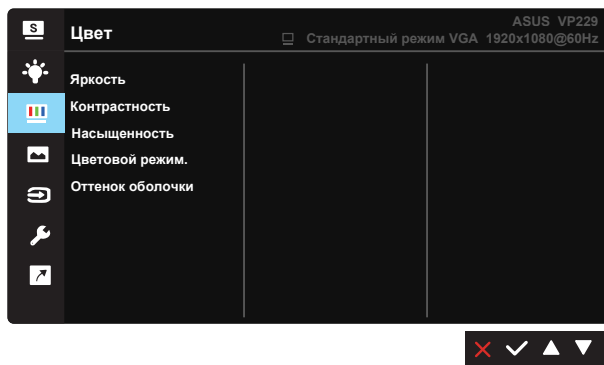 S
Цвет
ASUS VP229
Стандартный режим VGA 1920x1080@60Hz
Яркость
Контрастность
Насыщенность
Цветовой режим.
Оттенок оболочки